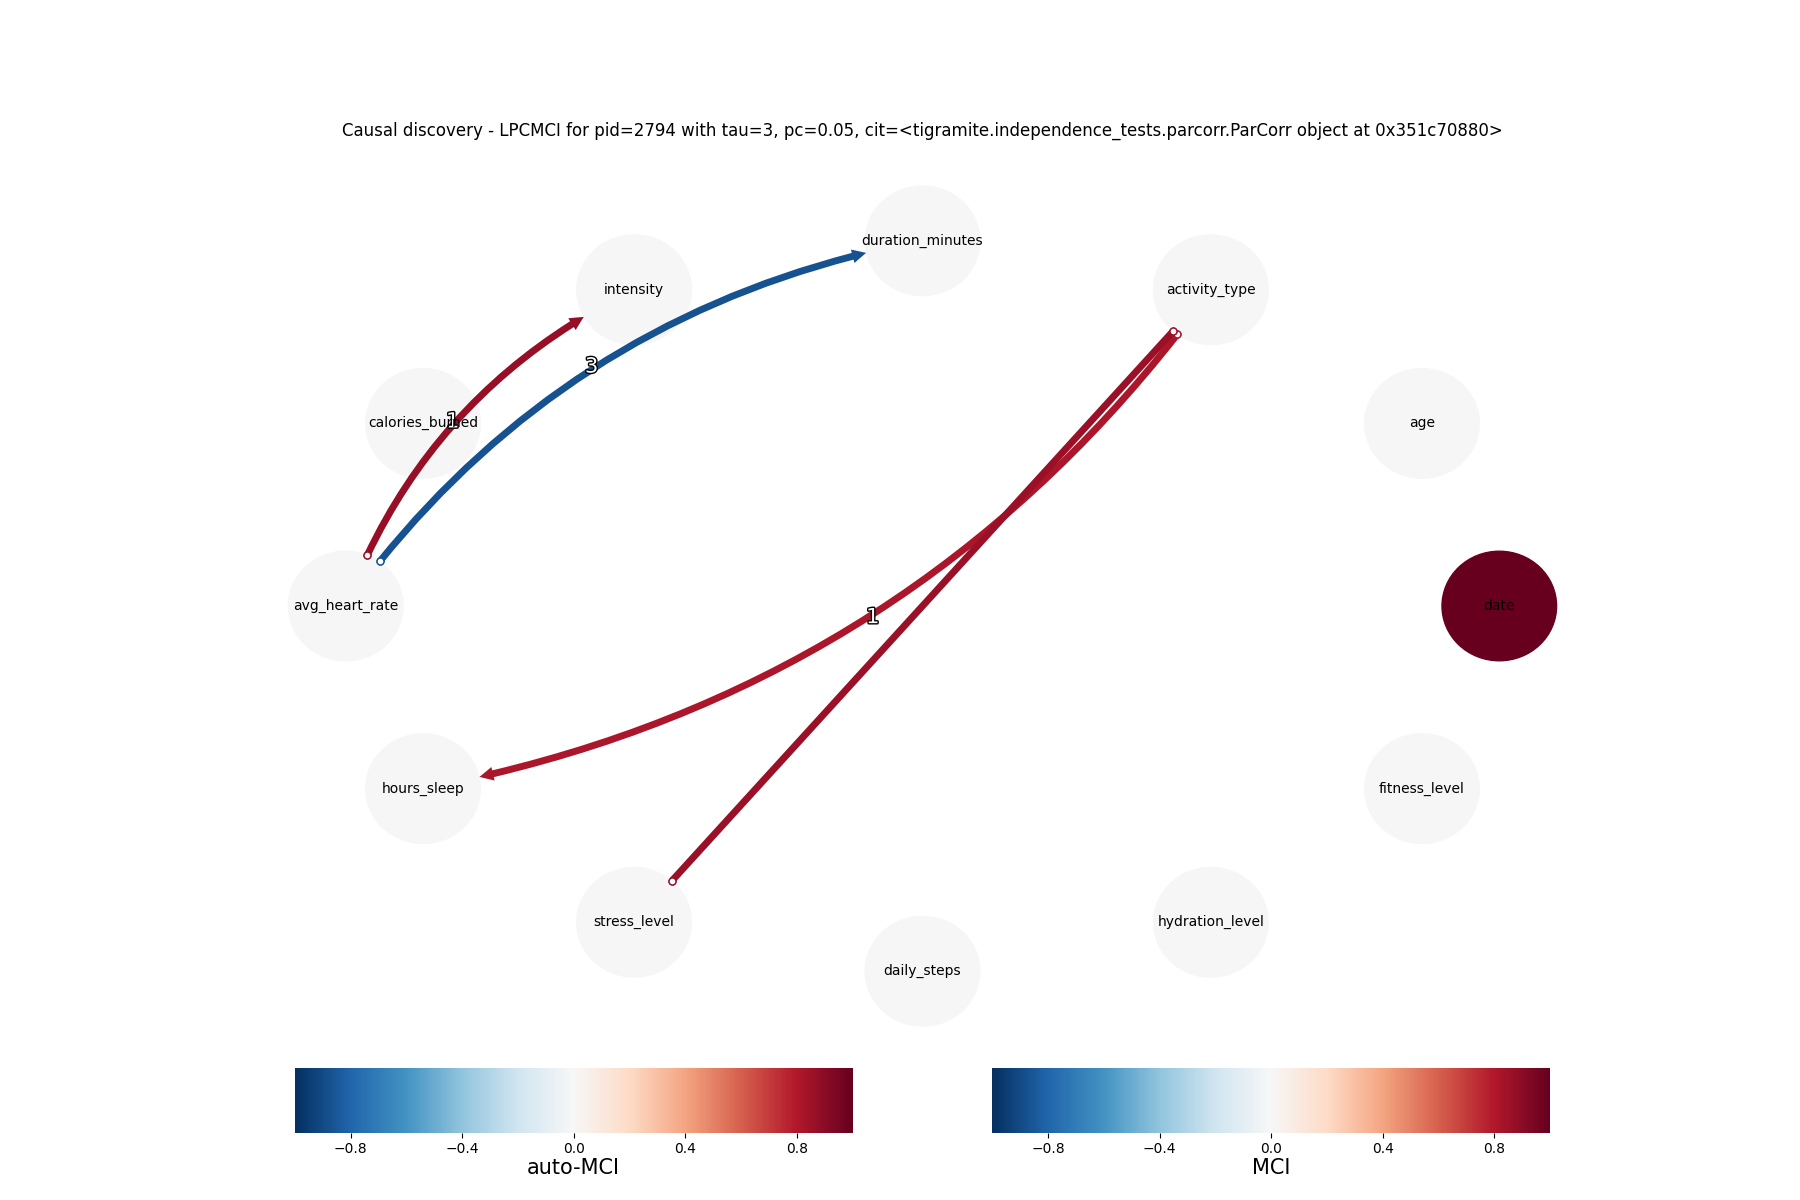 Causal discovery - LPCMCI for pid=2794 with tau=3, pc=0.05, cit=<tigramite.independence_tests.parcorr.ParCorr object at 0x351c70880>
duration_minutes
intensity
activity_type
3
calories_burned
1
age
avg_heart_rate
date
1
hours_sleep
fitness_level
stress_level
hydration_level
daily_steps
−0.8 −0.4 0.0 0.4 0.8
auto-MCI
−0.8 −0.4 0.0 0.4 0.8
MCI